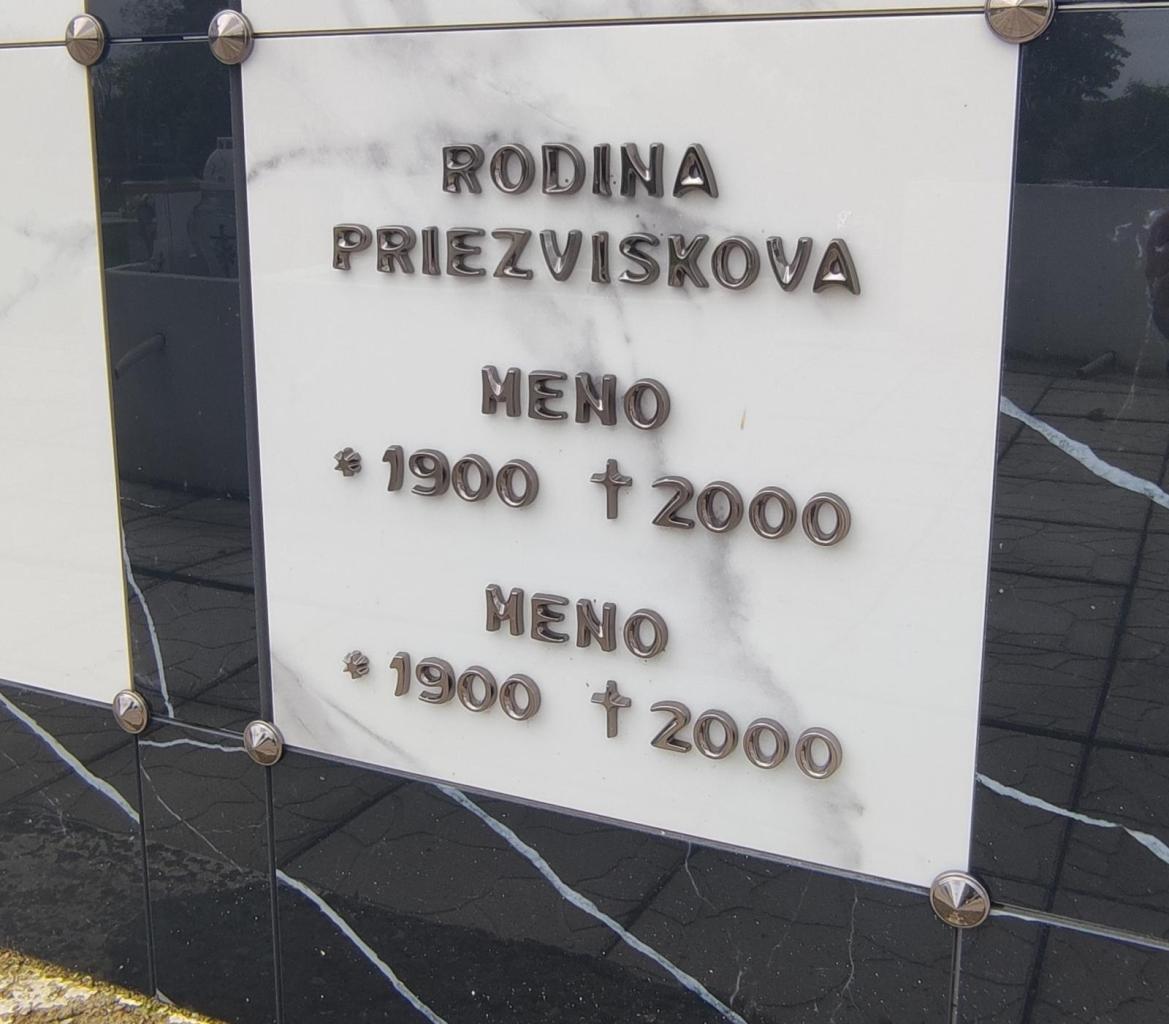 RODINA
PRIEZVISKOVA
MENO
* 1900 † 2000
MENO
* 1900 † 2000